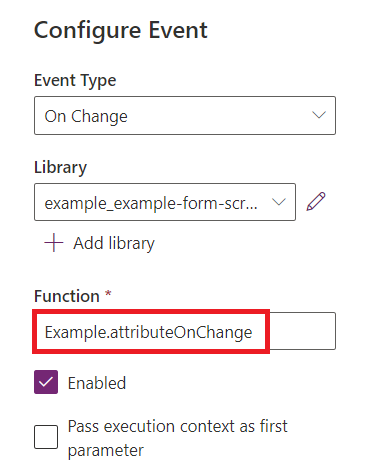 Configure Event
Event Type
On Change
Library
example_example-form-scr...
Add library
Function *
Example.attributeOnChange
Enabled
Pass execution context as first
parameter